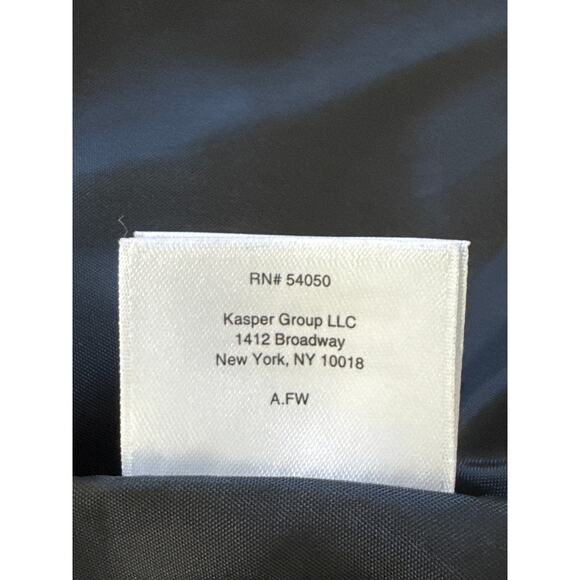 RN# 54050
Kasper Group LLC
1412 Broadway
New York, NY 10018
A.FW